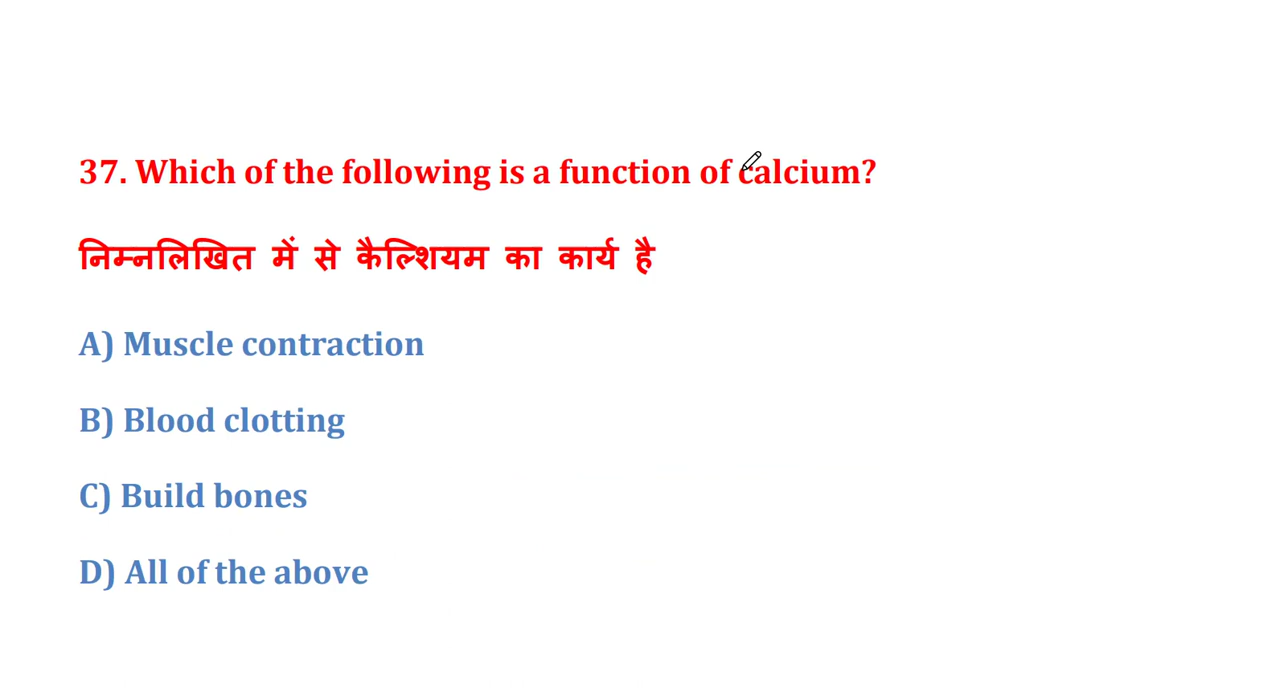 37. Which of the following is a function of calcium?
निम्नलिखित में से कैल्शियम का कार्य है
A) Muscle contraction
B) Blood clotting
C) Build bones
D) All of the above